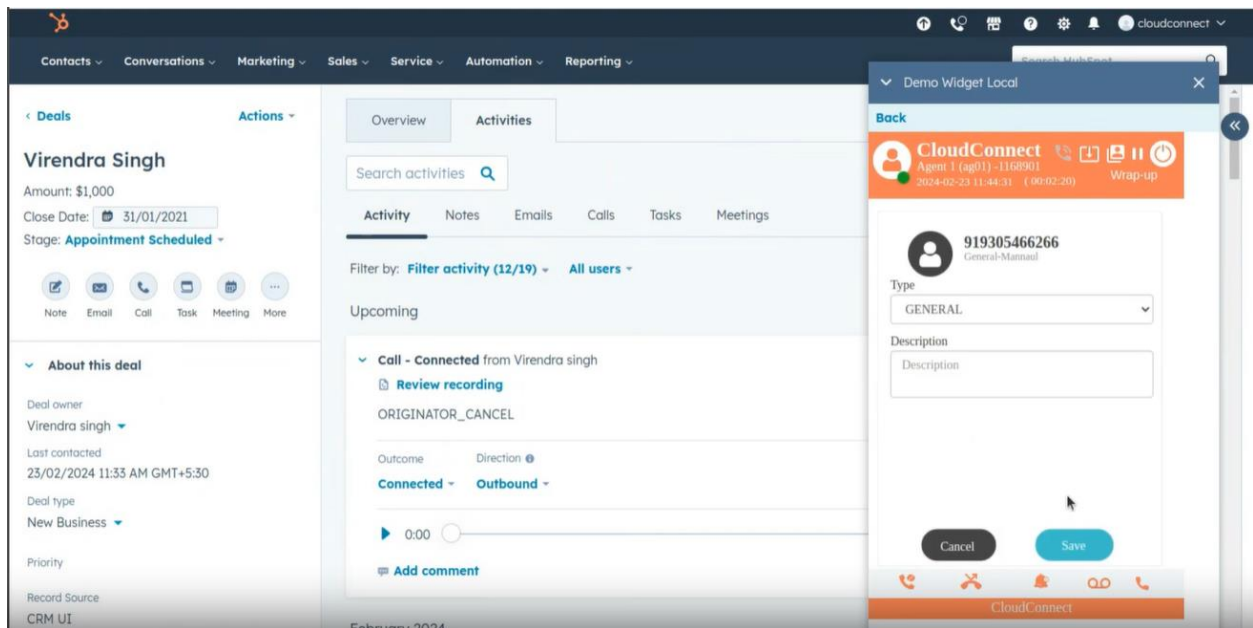 cloudconnect
Contacts Conversations Marketing Sales Service Automation Reporting
Search HubSpot
Deals Actions
Virendra Singh
Amount: $1,000
Close Date: 31/01/2021
Stage: Appointment Scheduled
Note Email Call Task Meeting More
About this deal
Deal owner
Virendra singh
Last contacted
23/02/2024 11:33 AM GMT+5:30
Deal type
New Business
Priority
Record Source
CRM UI
Overview Activities
Search activities
Activity Notes Emails Calls Tasks Meetings
Filter by: Filter activity (12/19) All users
Upcoming
Call - Connected from Virendra singh
Review recording
ORIGINATOR_CANCEL
Outcome Direction
Connected Outbound
0:00
Add comment
February 2024
Demo Widget Local
Back
CloudConnect
Agent 1 (ag01) -1168901
2024-02-23 11:44:31 ( 00:02:20)
Wrap-up
919305466266
General-Mannaul
Type
GENERAL
Description
Description
Cancel Save
CloudConnect